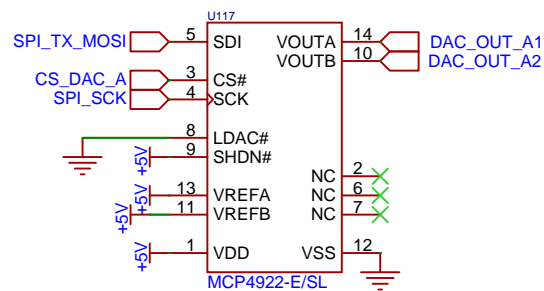 U117
SPI_TX_MOSI 5 SDI VOUTA 14 DAC_OUT_A1
VOUTB 10 DAC_OUT_A2
CS_DAC_A 3 CS#
SPI_SCK 4 SCK
8 LDAC#
+5V 9 SHDN#
NC 2
+5V 13 VREFA NC 6
+5V 11 VREFB NC 7
+5V 1 VDD VSS 12
MCP4922-E/SL